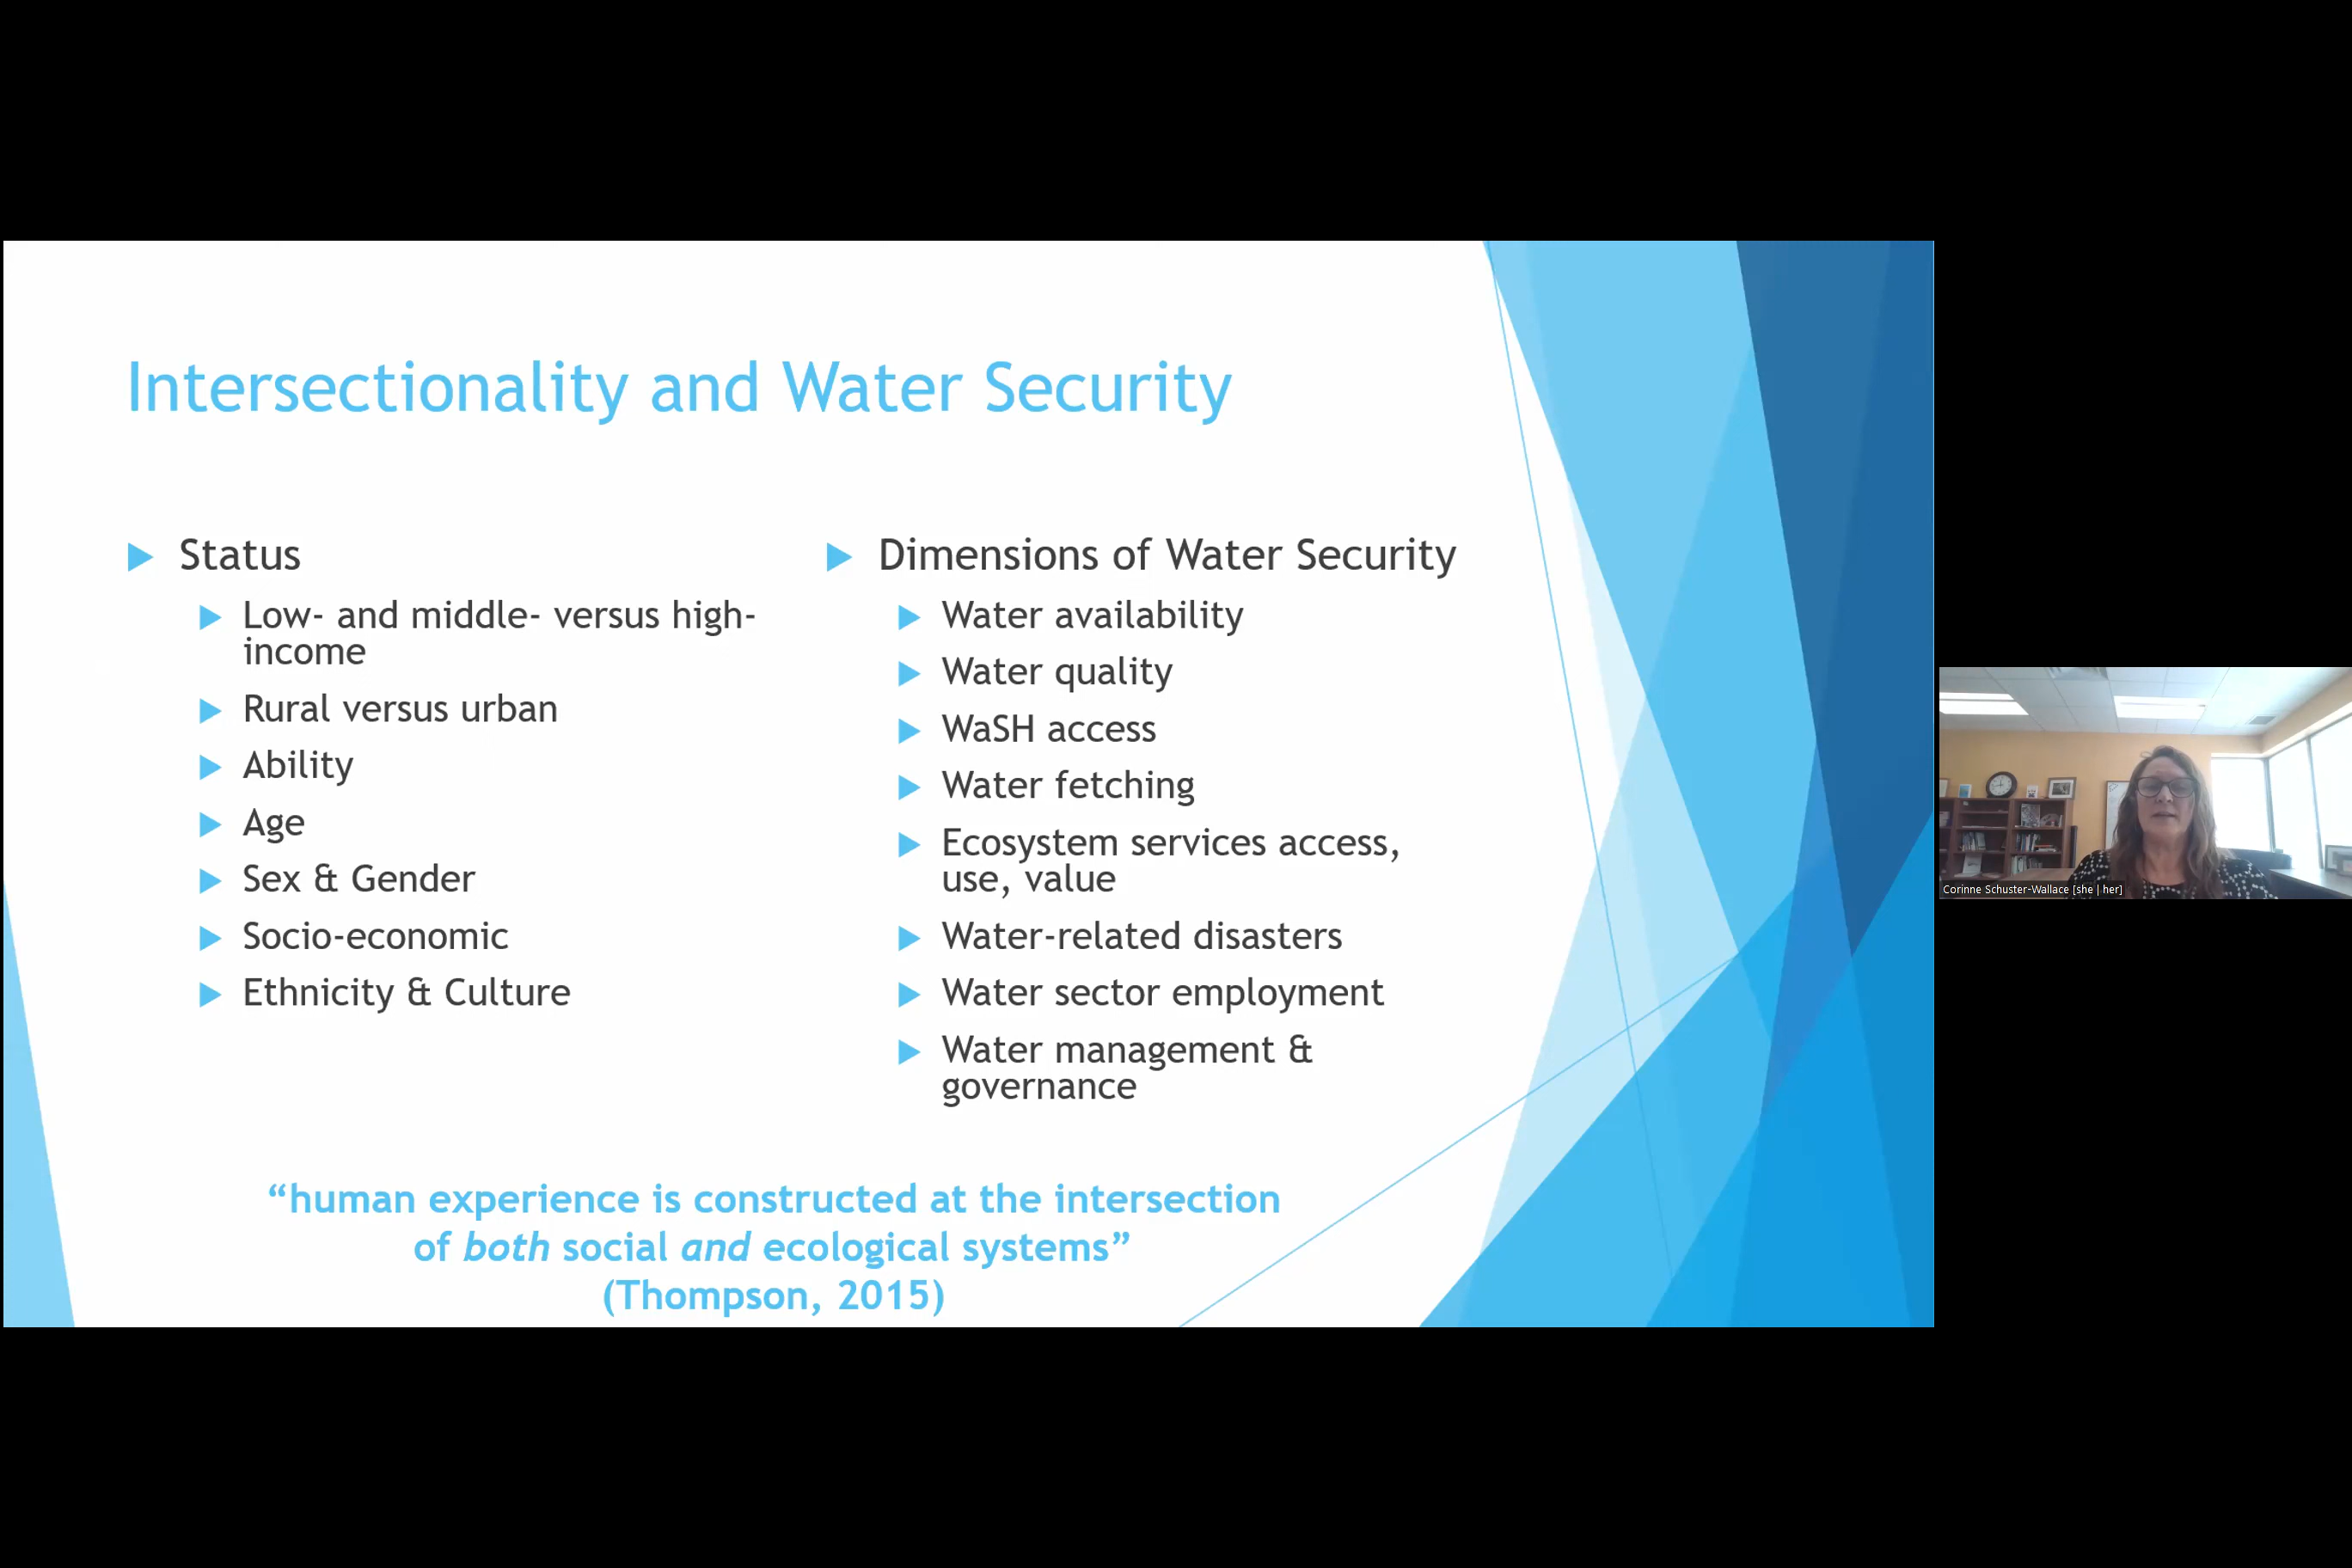 Intersectionality and Water Security
Status
Low- and middle- versus high-
income
Rural versus urban
Ability
Age
Sex & Gender
Socio-economic
Ethnicity & Culture
Dimensions of Water Security
Water availability
Water quality
WaSH access
Water fetching
Ecosystem services access,
use, value
Water-related disasters
Water sector employment
Water management &
governance
“human experience is constructed at the intersection
of both social and ecological systems”
(Thompson, 2015)
Corinne Schuster-Wallace [she | her]